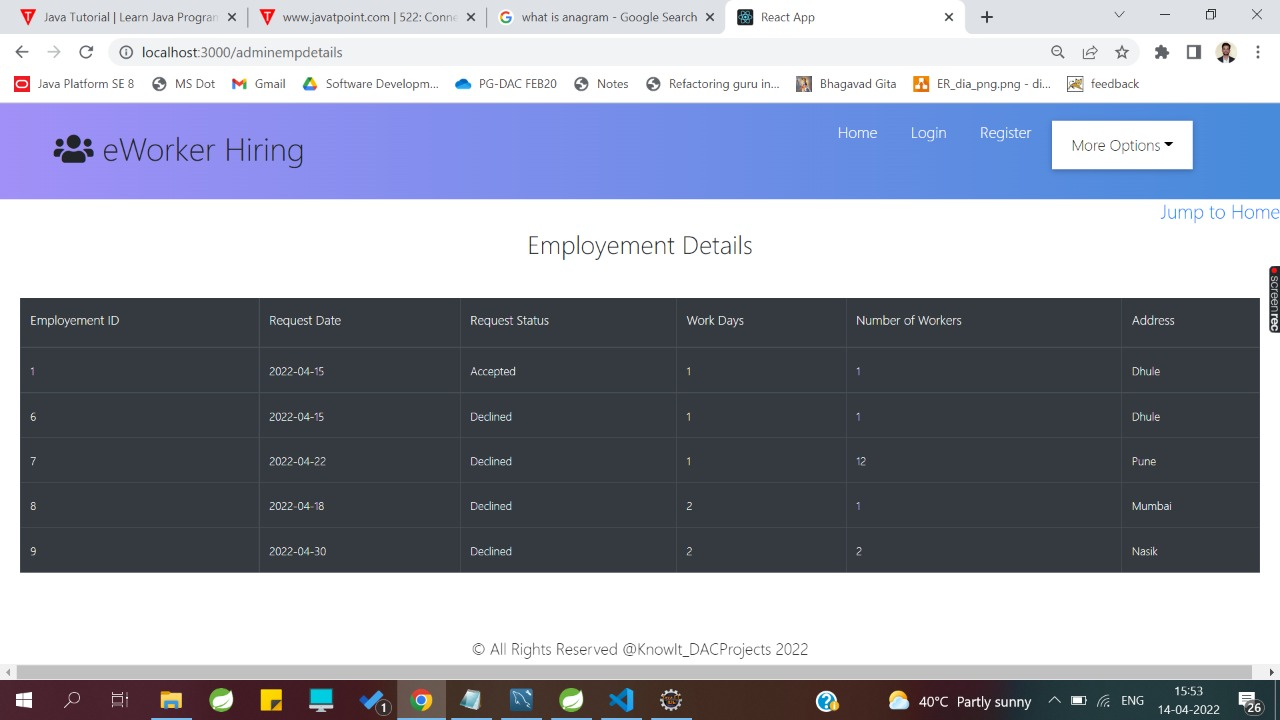 Java Tutorial | Learn Java Progra
www.javatpoint.com | 522: Conne
what is anagram - Google Search
React App
localhost:3000/adminempdetails
Java Platform SE 8
MS Dot
Gmail
Software Developm...
PG-DAC FEB20
Notes
Refactoring guru in...
Bhagavad Gita
ER_dia_png.png - di...
feedback
eWorker Hiring
Home Login Register More Options
Jump to Home
Employement Details
Employement ID Request Date Request Status Work Days Number of Workers Address
1 2022-04-15 Accepted 1 1 Dhule
6 2022-04-15 Declined 1 1 Dhule
7 2022-04-22 Declined 1 12 Pune
8 2022-04-18 Declined 2 1 Mumbai
9 2022-04-30 Declined 2 2 Nasik
screenrec
© All Rights Reserved @KnowIt_DACProjects 2022
1
40°C Partly sunny
ENG
15:53
14-04-2022
26